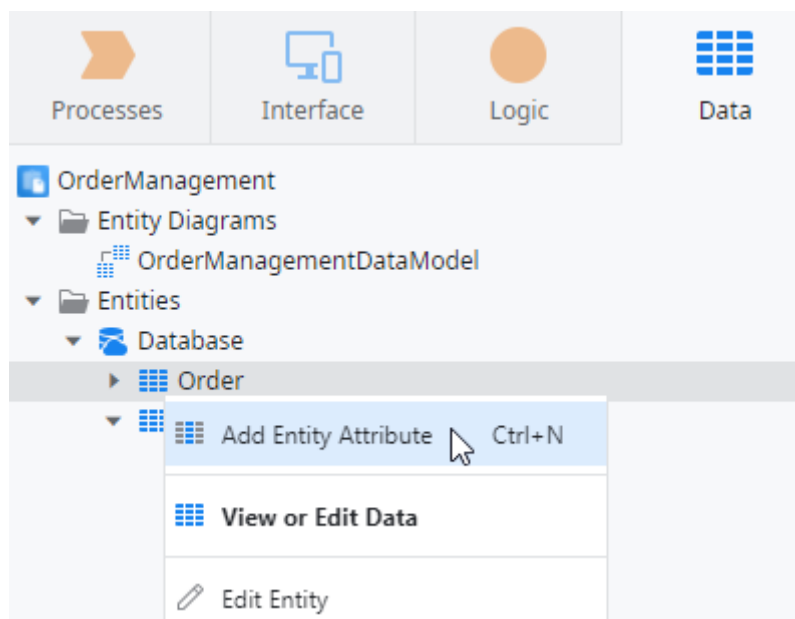 Processes Interface Logic Data
OrderManagement
Entity Diagrams
OrderManagementDataModel
Entities
Database
Order
Add Entity Attribute Ctrl+N
View or Edit Data
Edit Entity